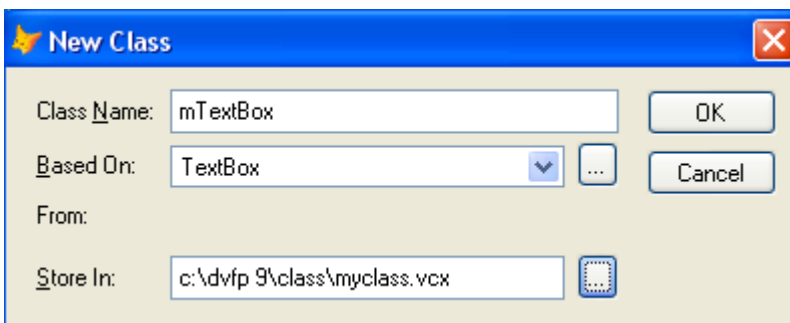 New Class
Class Name: mTextBox OK
Based On: TextBox ... Cancel
From:
Store In: c:\dvfp 9\class\myclass.vcx ...